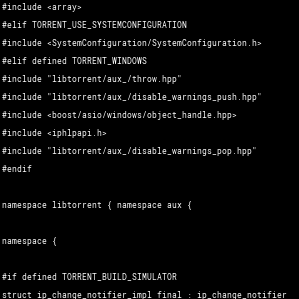 #include <array>
#elif TORRENT_USE_SYSTEMCONFIGURATION
#include <SystemConfiguration/SystemConfiguration.h>
#elif defined TORRENT_WINDOWS
#include "libtorrent/aux_/throw.hpp"
#include "libtorrent/aux_/disable_warnings_push.hpp"
#include <boost/asio/windows/object_handle.hpp>
#include <iphlpapi.h>
#include "libtorrent/aux_/disable_warnings_pop.hpp"
#endif
namespace libtorrent { namespace aux {
namespace {
#if defined TORRENT_BUILD_SIMULATOR
struct ip_change_notifier_impl final : ip_change_notifier